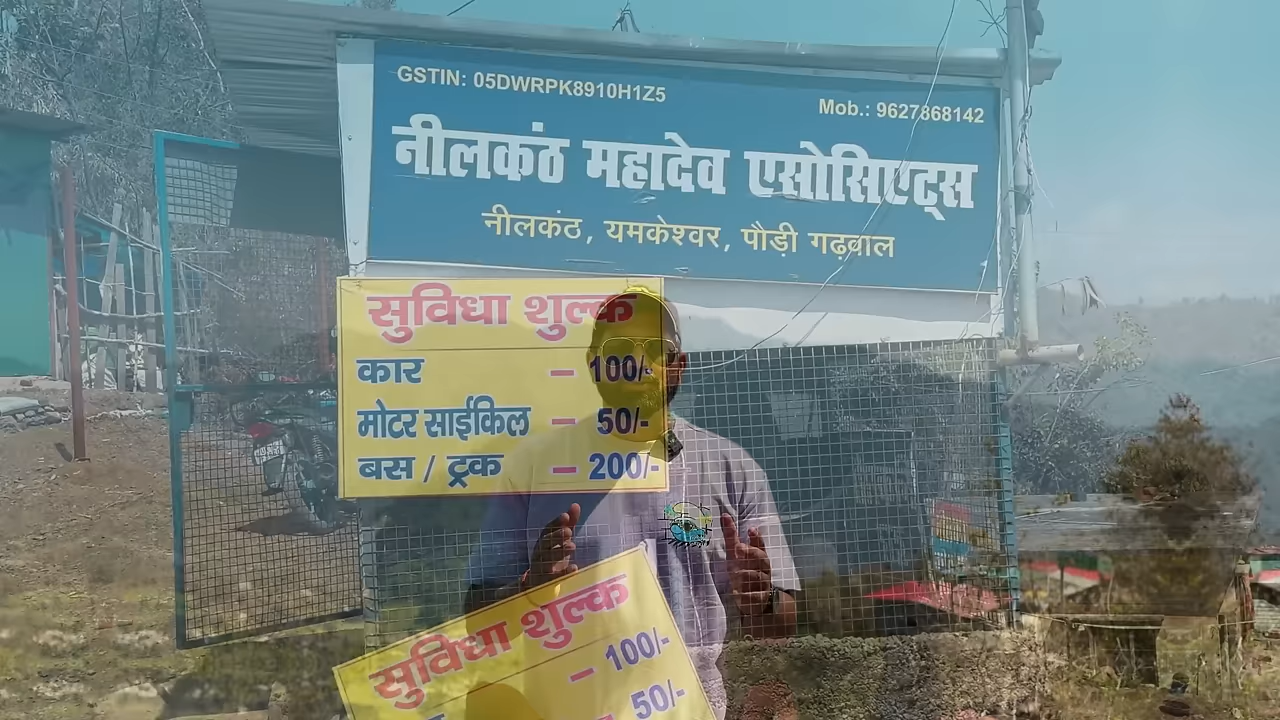 GSTIN: 05DWRPK8910H1Z5
Mob.: 9627868142
नीलकंठ महादेव एसोसिएट्स
नीलकंठ, यमकेश्वर, पौड़ी गढ़वाल
सुविधा शुल्क
कार – 100/-
मोटर साईकिल – 50/-
बस / ट्रक – 200/-
सुविधा शुल्क
– 100/-
50/-